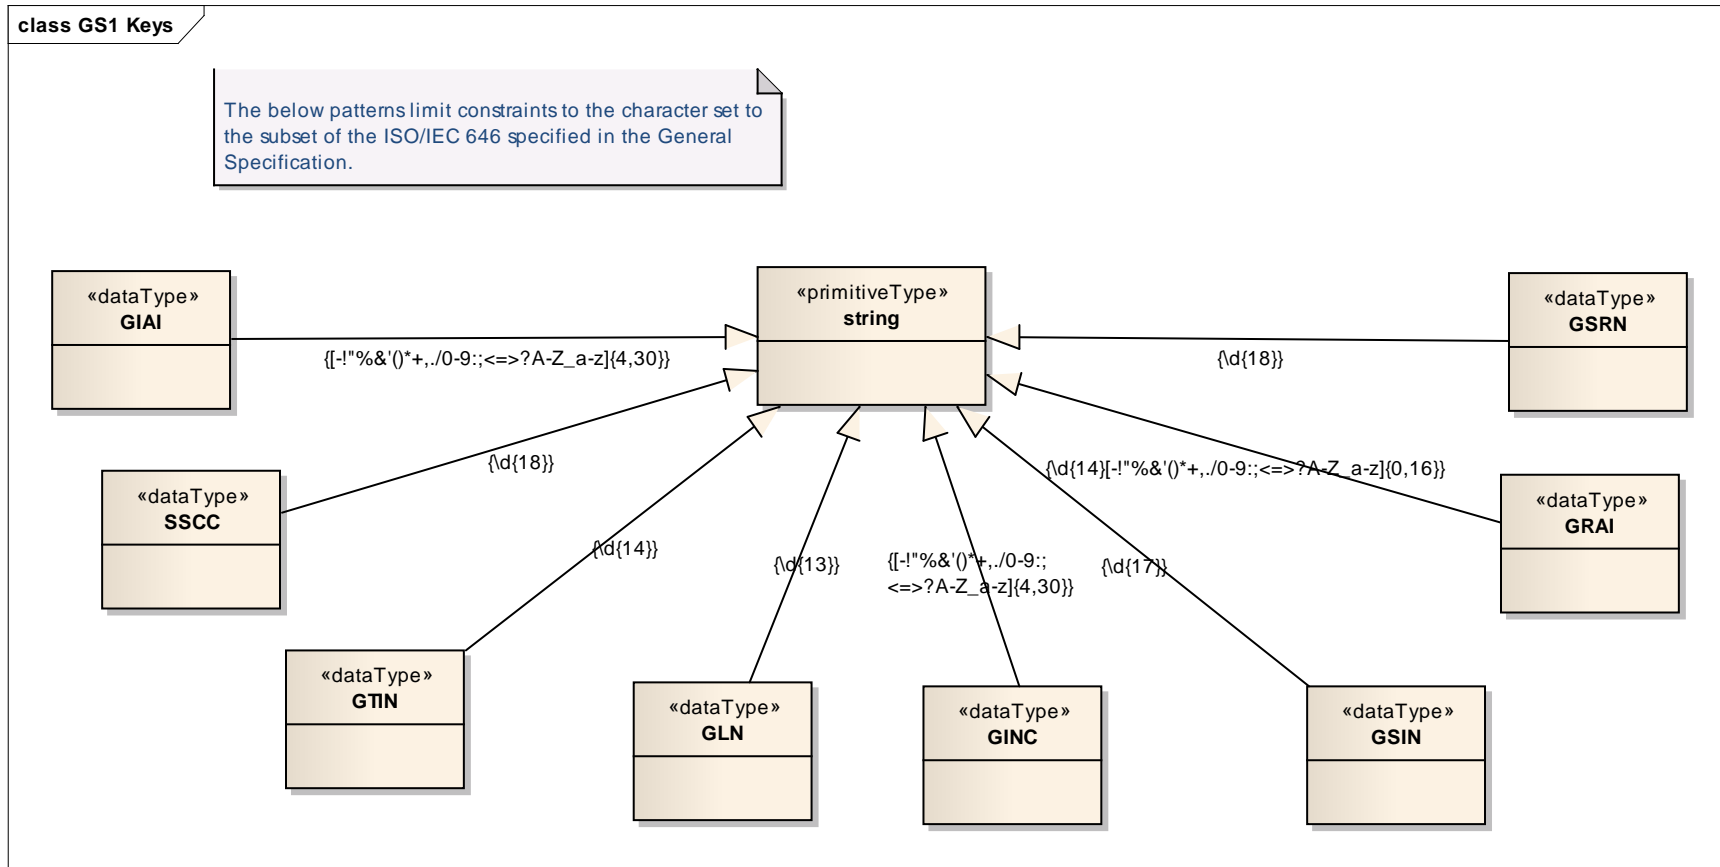 class GS1 Keys
The below patterns limit constraints to the character set to
the subset of the ISO/IEC 646 specified in the General
Specification.
«dataType»
GIAI
{[-!"%&'()*+,./0-9:;<=>?A-Z_a-z]{4,30}}
«primitiveType»
string
{\d{18}}
«dataType»
GSRN
«dataType»
SSCC
{\d{18}}
{\d{14}[-!"%&'()*+,./0-9:;<=>?A-Z_a-z]{0,16}}
«dataType»
GRAI
{\d{14}}
{\d{13}}
{[-!"%&'()*+,./0-9:;
<=>?A-Z_a-z]{4,30}}
{\d{17}}
«dataType»
GTIN
«dataType»
GLN
«dataType»
GINC
«dataType»
GSIN